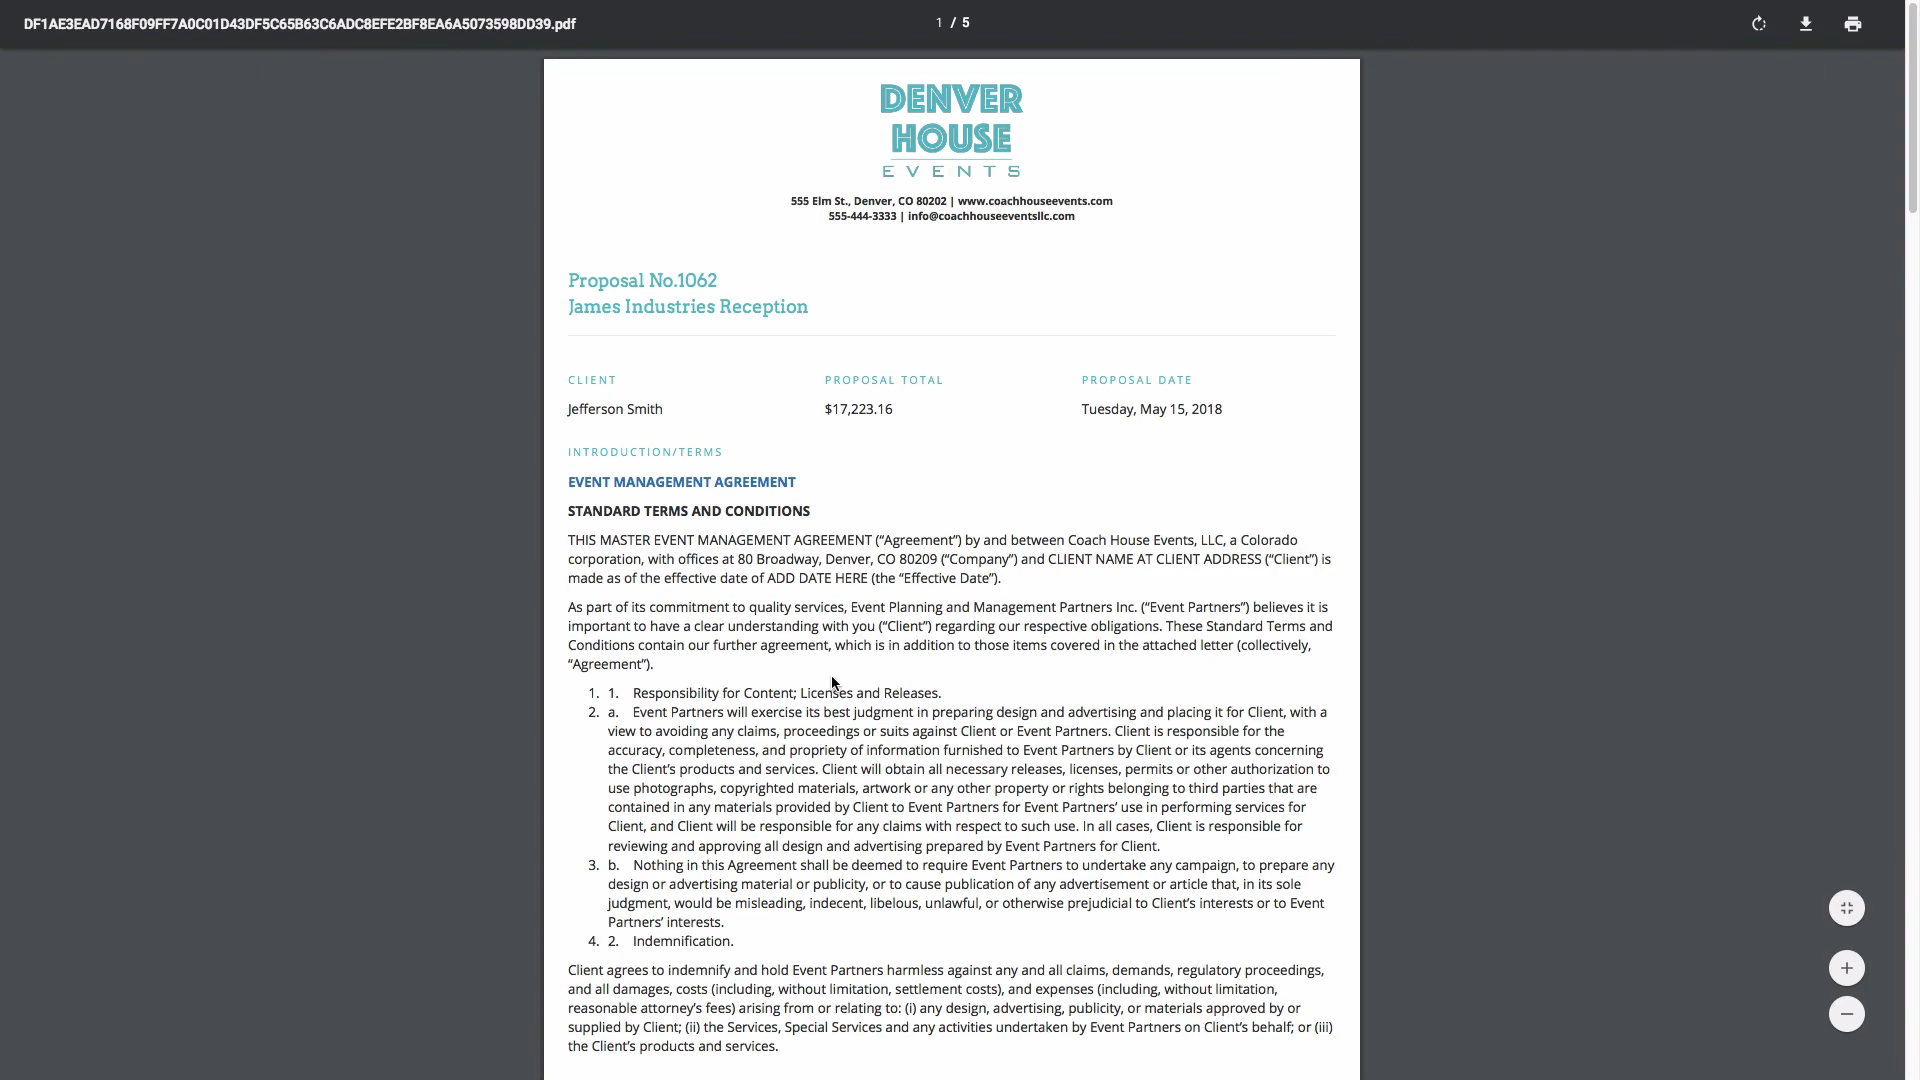 DF1AE3EAD7168F09FF7A0C01D43DF5C65B63C6ADC8EFE2BF8EA6A5073598DD39.pdf
1 / 5
DENVER
HOUSE
EVENTS
555 Elm St., Denver, CO 80202 | www.coachhouseevents.com
555-444-3333 | info@coachhouseeventsllc.com
Proposal No.1062
James Industries Reception
CLIENT PROPOSAL TOTAL PROPOSAL DATE
Jefferson Smith $17,223.16 Tuesday, May 15, 2018
INTRODUCTION/TERMS
EVENT MANAGEMENT AGREEMENT
STANDARD TERMS AND CONDITIONS
THIS MASTER EVENT MANAGEMENT AGREEMENT (“Agreement”) by and between Coach House Events, LLC, a Colorado
corporation, with offices at 80 Broadway, Denver, CO 80209 (“Company”) and CLIENT NAME AT CLIENT ADDRESS (“Client”) is
made as of the effective date of ADD DATE HERE (the “Effective Date”).
As part of its commitment to quality services, Event Planning and Management Partners Inc. (“Event Partners”) believes it is
important to have a clear understanding with you (“Client”) regarding our respective obligations. These Standard Terms and
Conditions contain our further agreement, which is in addition to those items covered in the attached letter (collectively,
“Agreement”).
1. 1. Responsibility for Content; Licenses and Releases.
2. a. Event Partners will exercise its best judgment in preparing design and advertising and placing it for Client, with a
view to avoiding any claims, proceedings or suits against Client or Event Partners. Client is responsible for the
accuracy, completeness, and propriety of information furnished to Event Partners by Client or its agents concerning
the Client’s products and services. Client will obtain all necessary releases, licenses, permits or other authorization to
use photographs, copyrighted materials, artwork or any other property or rights belonging to third parties that are
contained in any materials provided by Client to Event Partners for Event Partners’ use in performing services for
Client, and Client will be responsible for any claims with respect to such use. In all cases, Client is responsible for
reviewing and approving all design and advertising prepared by Event Partners for Client.
3. b. Nothing in this Agreement shall be deemed to require Event Partners to undertake any campaign, to prepare any
design or advertising material or publicity, or to cause publication of any advertisement or article that, in its sole
judgment, would be misleading, indecent, libelous, unlawful, or otherwise prejudicial to Client’s interests or to Event
Partners’ interests.
4. 2. Indemnification.
Client agrees to indemnify and hold Event Partners harmless against any and all claims, demands, regulatory proceedings,
and all damages, costs (including, without limitation, settlement costs), and expenses (including, without limitation,
reasonable attorney’s fees) arising from or relating to: (i) any design, advertising, publicity, or materials approved by or
supplied by Client; (ii) the Services, Special Services and any activities undertaken by Event Partners on Client’s behalf; or (iii)
the Client’s products and services.